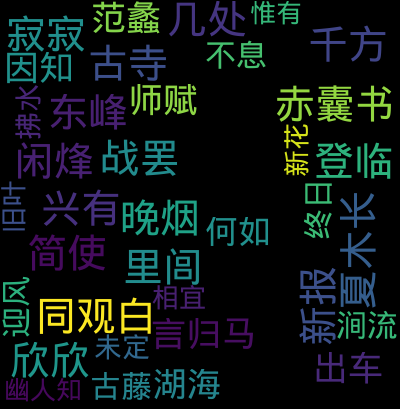 寂寂
范蠡
几处
惟有
千方
因知
古寺
不息
拂水
东峰
师赋
赤囊书
闲烽
战罢
新花
登临
旧叶
兴有
晚烟
何如
终日
夏木长
简使
里闾
新报
迎风
同观白
相宜
言归马
涧流
欣欣
未定
出车
幽人知
古藤
湖海